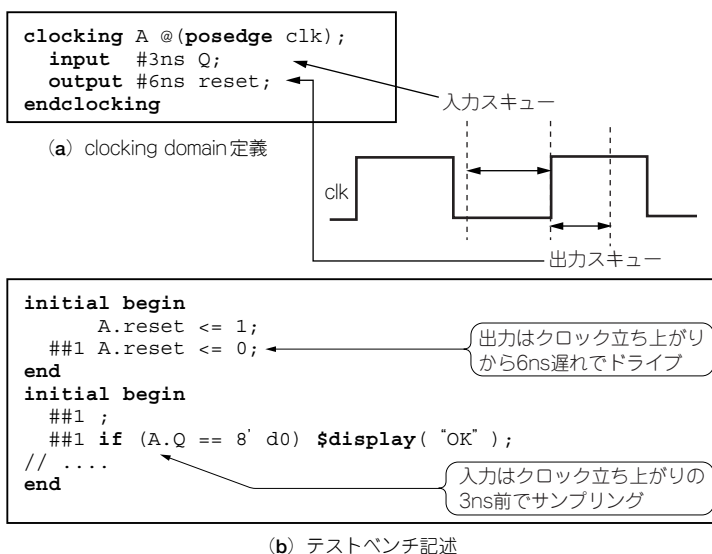 clocking A @(posedge clk);
input #3ns Q;
output #6ns reset;
endclocking
入力スキュー
(a) clocking domain定義
clk
出力スキュー
initial begin
A.reset <= 1;
##1 A.reset <= 0;
end
出力はクロック立ち上がり
から6ns遅れでドライブ
initial begin
##1 ;
##1 if (A.Q == 8' d0) $display( “OK” );
// ....
end
入力はクロック立ち上がりの
3ns前でサンプリング
(b) テストベンチ記述